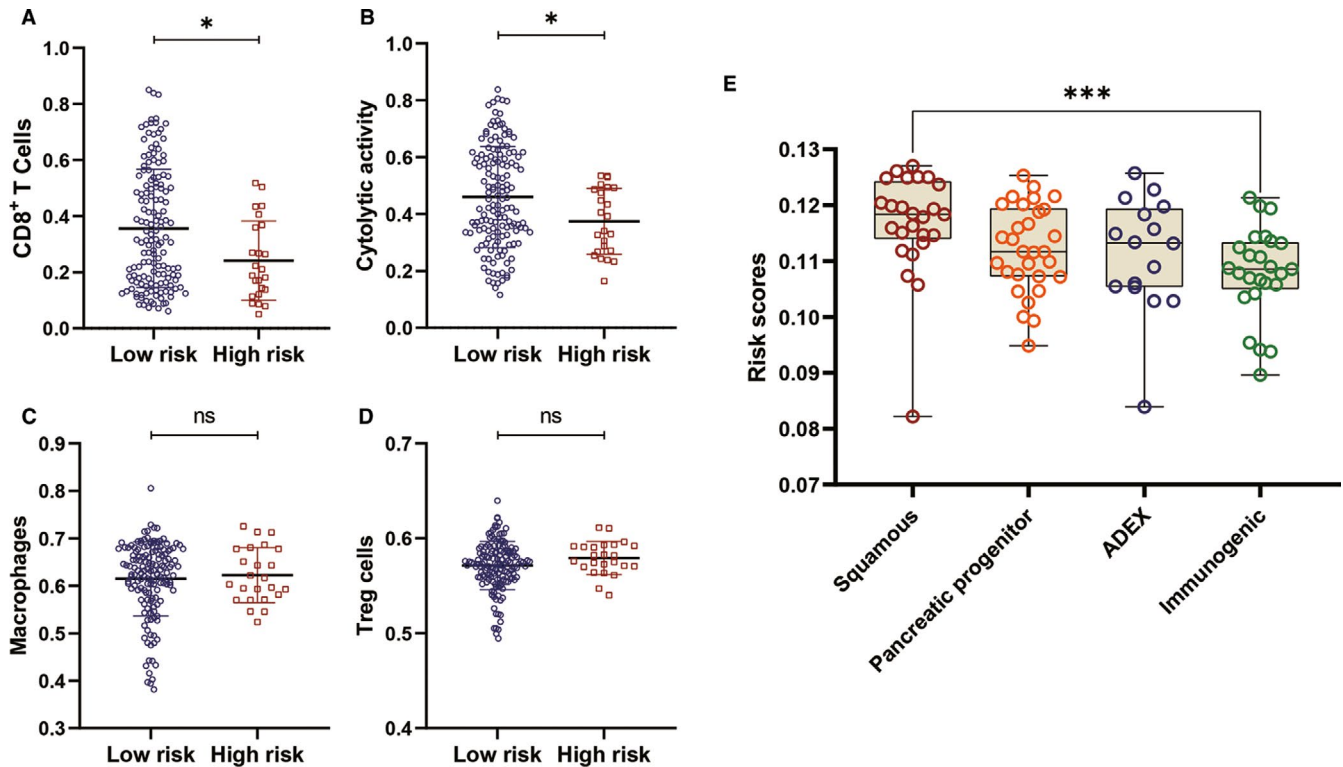 A
*
CD8+ T Cells
1.0
0.8
0.6
0.4
0.2
0.0
Low risk
High risk
B
*
Cytolytic activity
1.0
0.8
0.6
0.4
0.2
0.0
Low risk
High risk
C
ns
Macrophages
0.9
0.8
0.7
0.6
0.5
0.4
0.3
Low risk
High risk
D
ns
Treg cells
0.7
0.6
0.5
0.4
Low risk
High risk
E
***
Risk scores
0.13
0.12
0.11
0.10
0.09
0.08
0.07
Squamous
Pancreatic progenitor
ADEX
Immunogenic